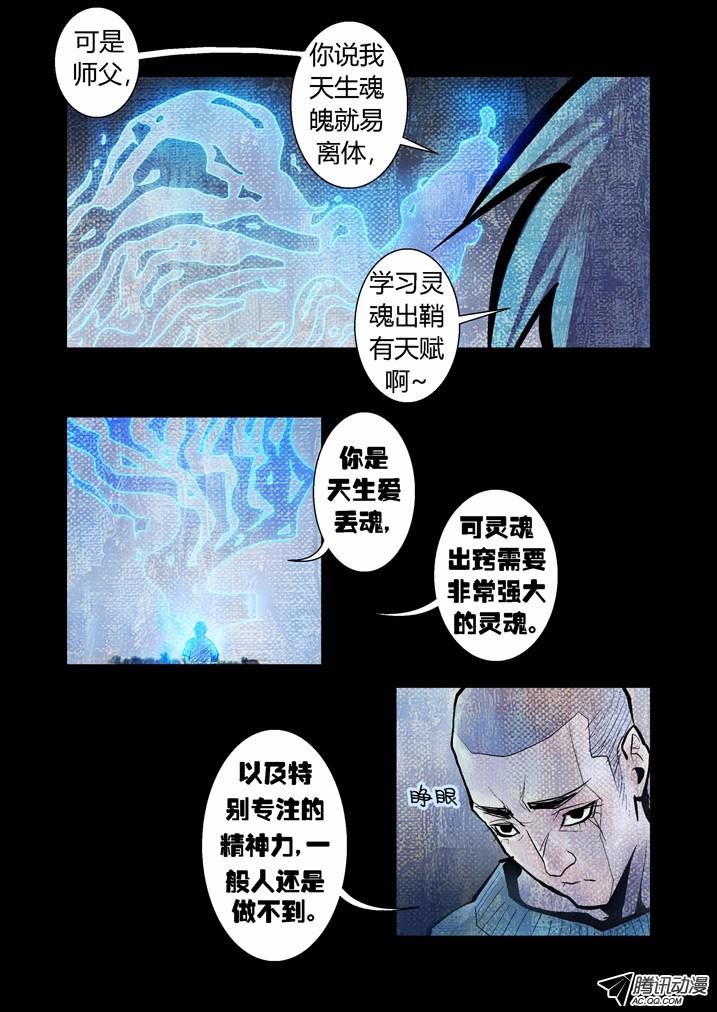 可是
师父，
你说我
天生魂
魄就易
离体，
学习灵
魂出鞘
有天赋
啊~
你是
天生爱
丢魂，
可灵魂
出窍需要
非常强大
的灵魂。
以及特
别专注的
精神力，一
般人还是
做不到。
睁眼
腾讯动漫
AC.QQ.COM